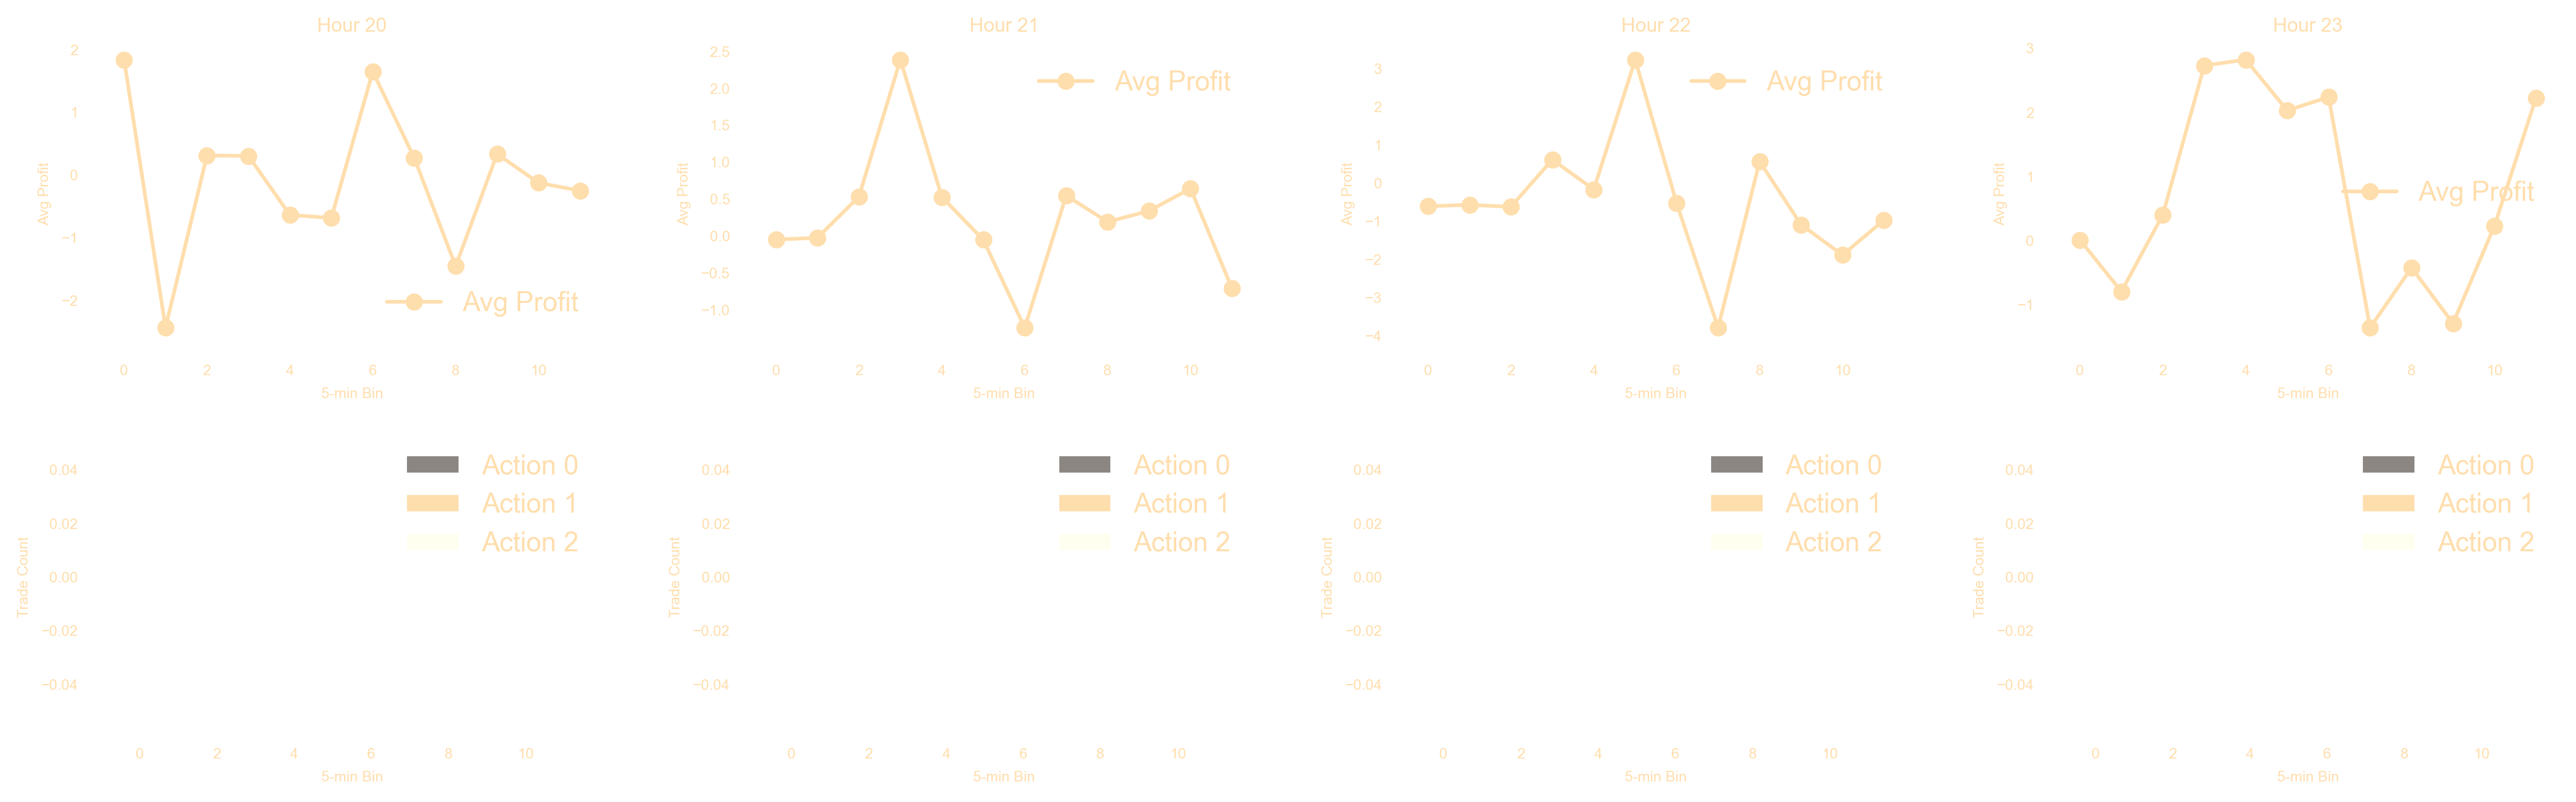 Hour 20
2
1
0
−1
−2
Avg Profit
Avg Profit
0 2 4 6 8 10
5-min Bin
Hour 21
2.5
2.0
1.5
1.0
0.5
0.0
−0.5
−1.0
Avg Profit
Avg Profit
0 2 4 6 8 10
5-min Bin
Hour 22
3
2
1
0
−1
−2
−3
−4
Avg Profit
Avg Profit
0 2 4 6 8 10
5-min Bin
Hour 23
3
2
1
0
−1
Avg Profit
Avg Profit
0 2 4 6 8 10
5-min Bin
0.04
0.02
0.00
−0.02
−0.04
Trade Count
Action 0
Action 1
Action 2
0 2 4 6 8 10
5-min Bin
0.04
0.02
0.00
−0.02
−0.04
Trade Count
Action 0
Action 1
Action 2
0 2 4 6 8 10
5-min Bin
0.04
0.02
0.00
−0.02
−0.04
Trade Count
Action 0
Action 1
Action 2
0 2 4 6 8 10
5-min Bin
0.04
0.02
0.00
−0.02
−0.04
Trade Count
Action 0
Action 1
Action 2
0 2 4 6 8 10
5-min Bin